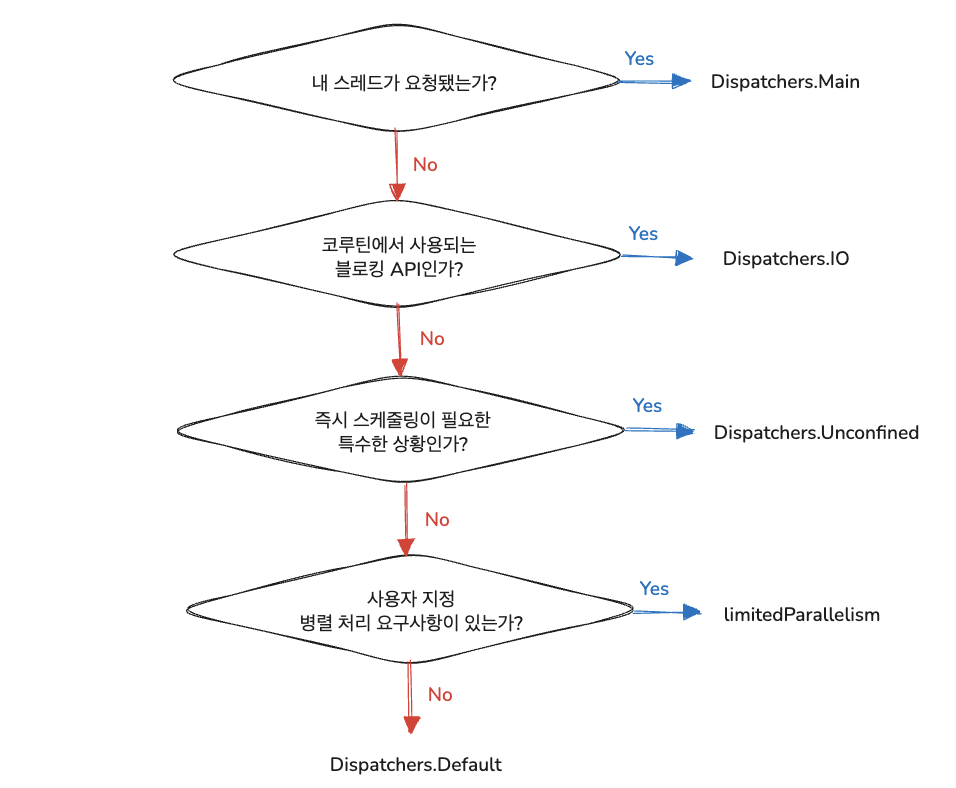 내 스레드가 요청됐는가?
Yes
Dispatchers.Main
No
코루틴에서 사용되는
블로킹 API인가?
Yes
Dispatchers.IO
No
즉시 스케줄링이 필요한
특수한 상황인가?
Yes
Dispatchers.Unconfined
No
사용자 지정
병렬 처리 요구사항이 있는가?
Yes
limitedParallelism
No
Dispatchers.Default